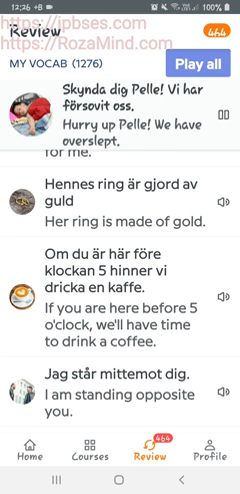 12:26 +B
100%
https://jpbses.com
Review
464
https://RozaMind.com
MY VOCAB (1276)
Play all
Skynda dig Pelle! Vi har
försovit oss.
Hurry up Pelle! We have
overslept.
for me.
Hennes ring är gjord av
guld
Her ring is made of gold.
Om du är här före
klockan 5 hinner vi
dricka en kaffe.
If you are here before 5
o'clock, we'll have time
to drink a coffee.
Jag står mittemot dig.
I am standing opposite
you.
464
Home Courses Review Profile